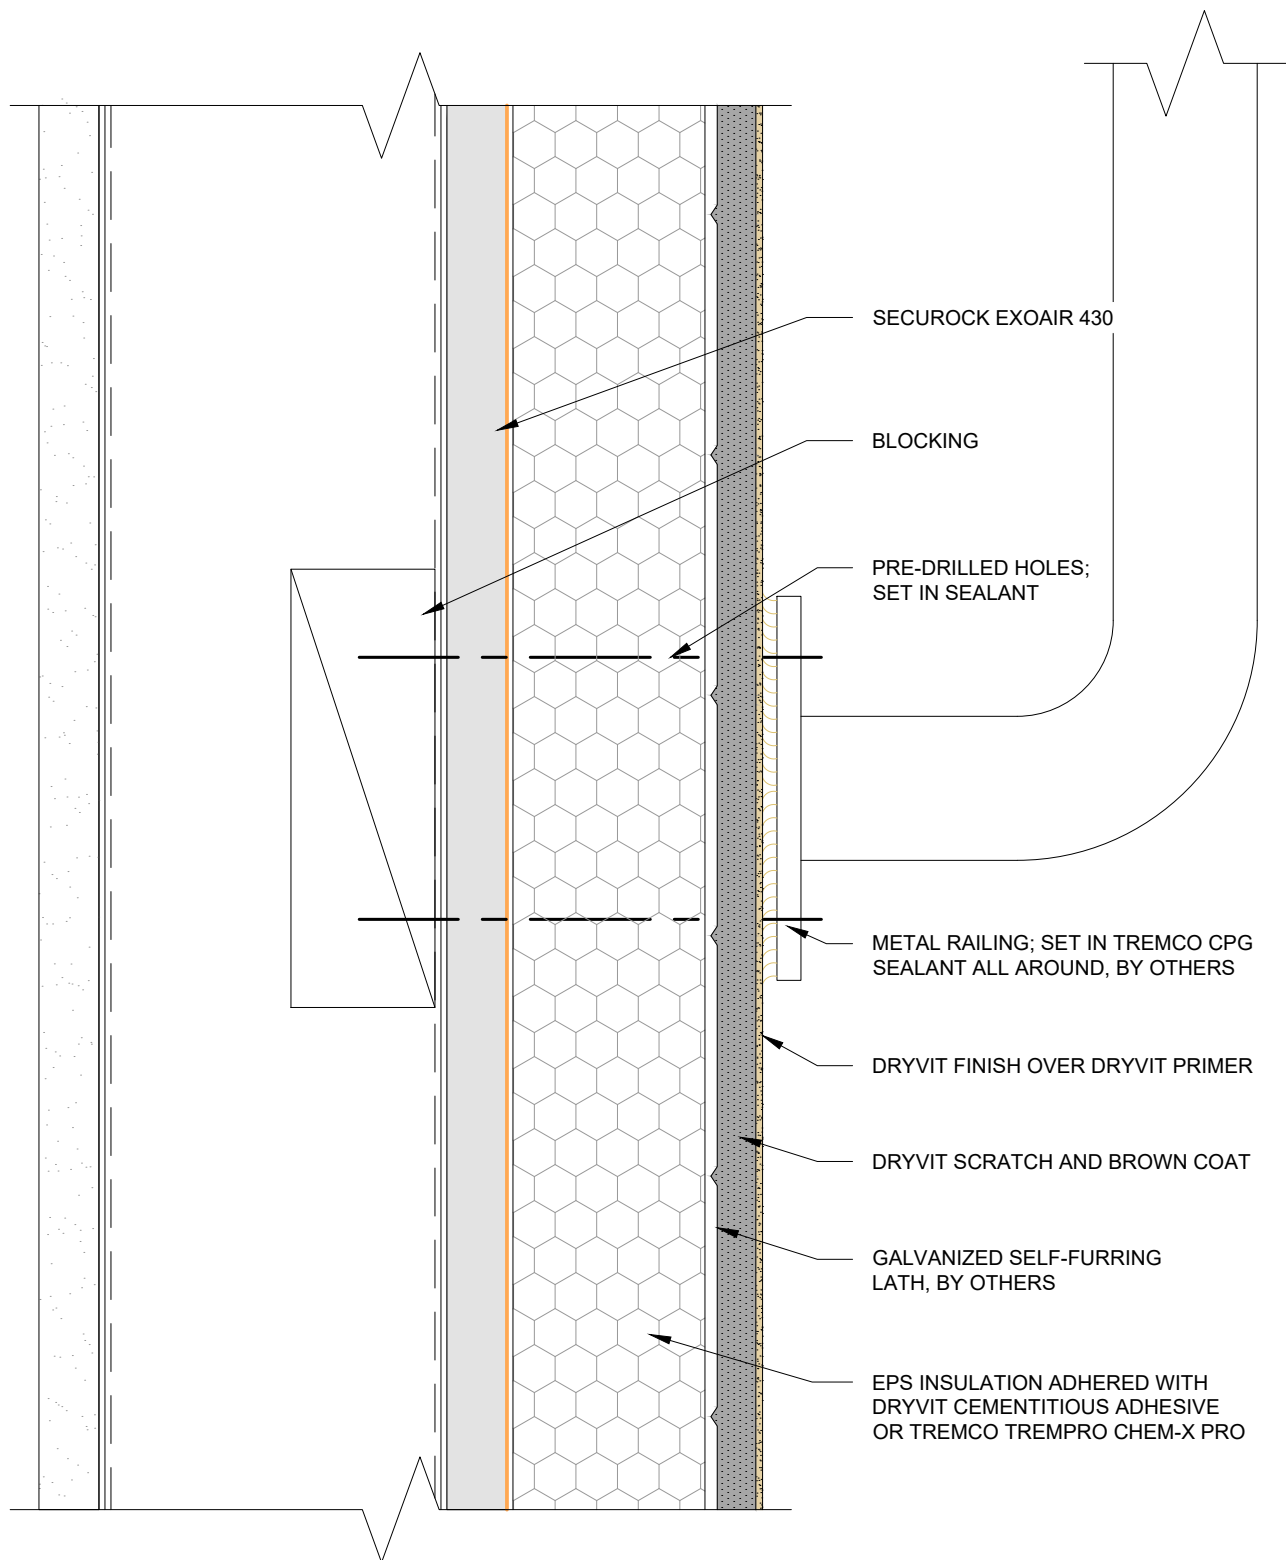 SECUROCK EXOAIR 430
BLOCKING
PRE-DRILLED HOLES;
SET IN SEALANT
METAL RAILING; SET IN TREMCO CPG
SEALANT ALL AROUND, BY OTHERS
DRYVIT FINISH OVER DRYVIT PRIMER
DRYVIT SCRATCH AND BROWN COAT
GALVANIZED SELF-FURRING
LATH, BY OTHERS
EPS INSULATION ADHERED WITH
DRYVIT CEMENTITIOUS ADHESIVE
OR TREMCO TREMPRO CHEM-X PRO